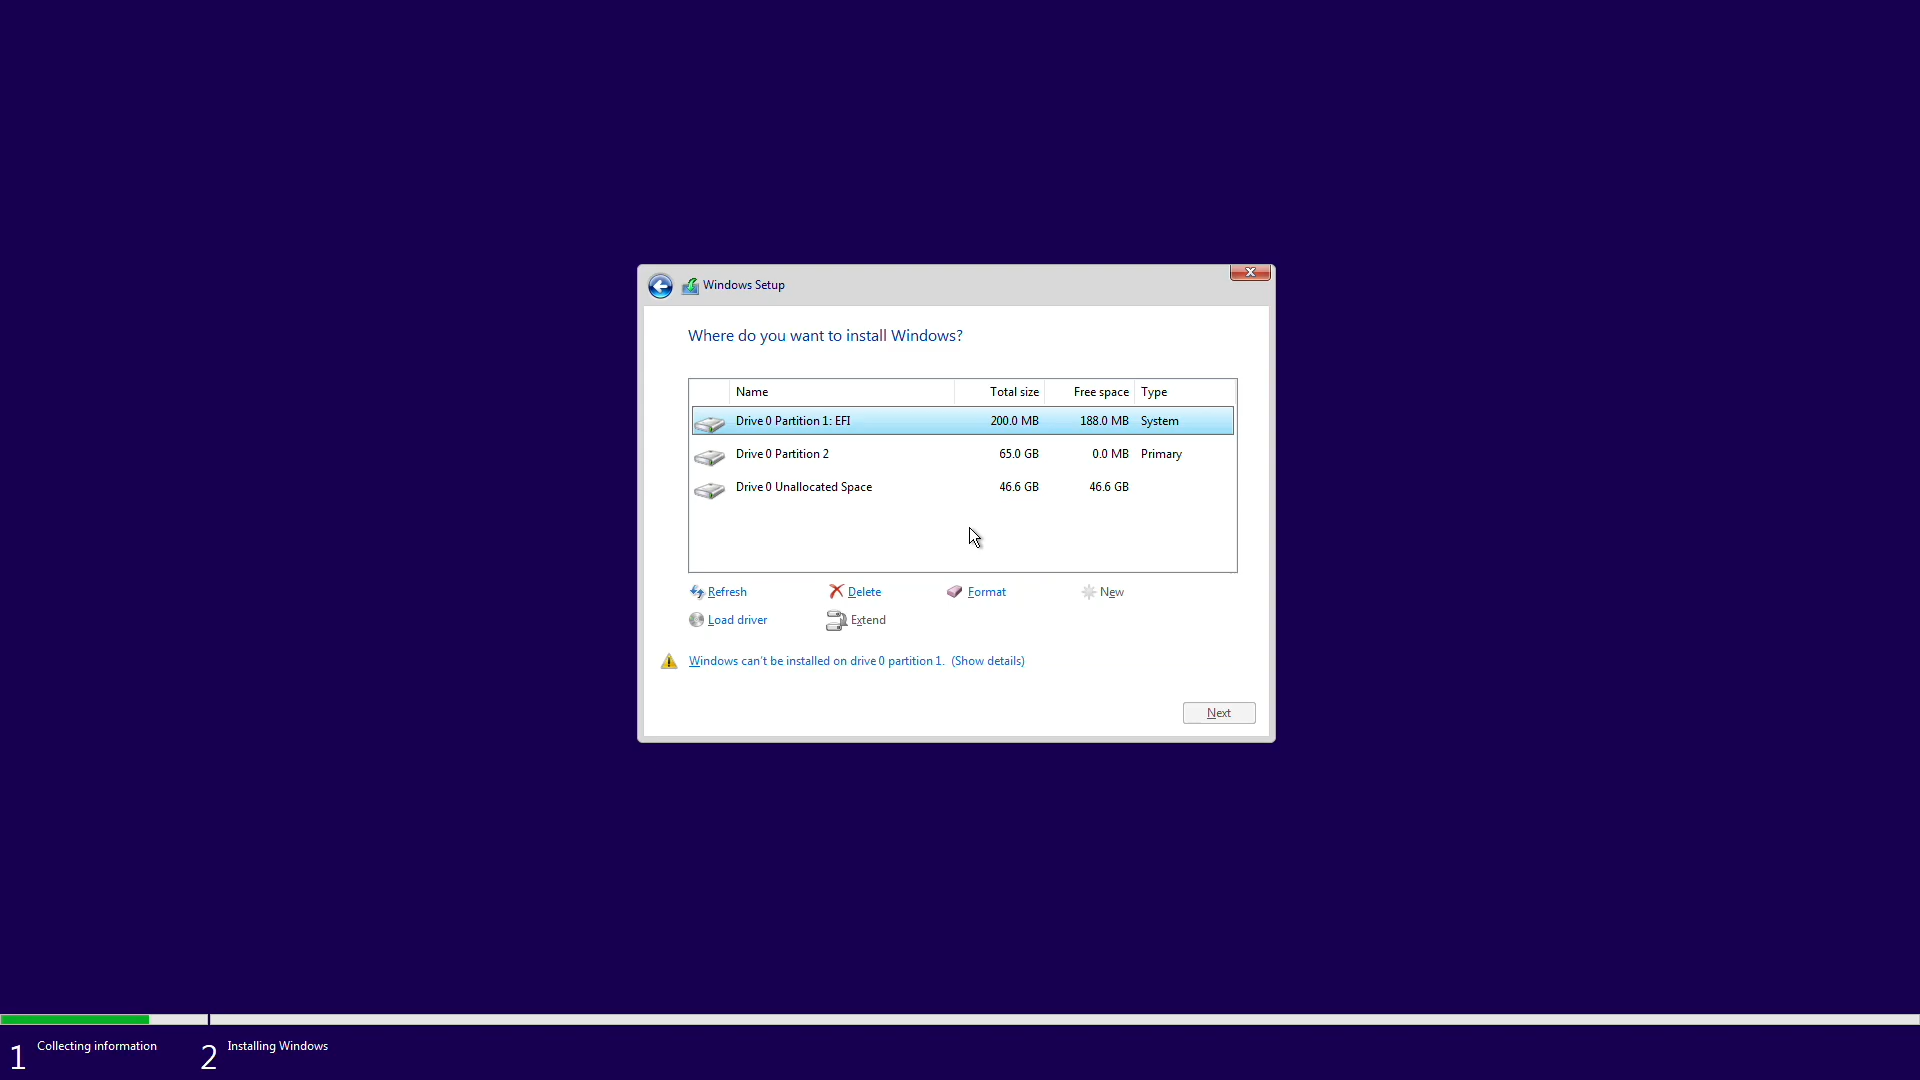 Windows Setup
Where do you want to install Windows?
Name Total size Free space Type
Drive 0 Partition 1: EFI 200.0 MB 188.0 MB System
Drive 0 Partition 2 65.0 GB 0.0 MB Primary
Drive 0 Unallocated Space 46.6 GB 46.6 GB
Refresh Delete Format New
Load driver Extend
Windows can't be installed on drive 0 partition 1. (Show details)
Next
1 Collecting information 2 Installing Windows